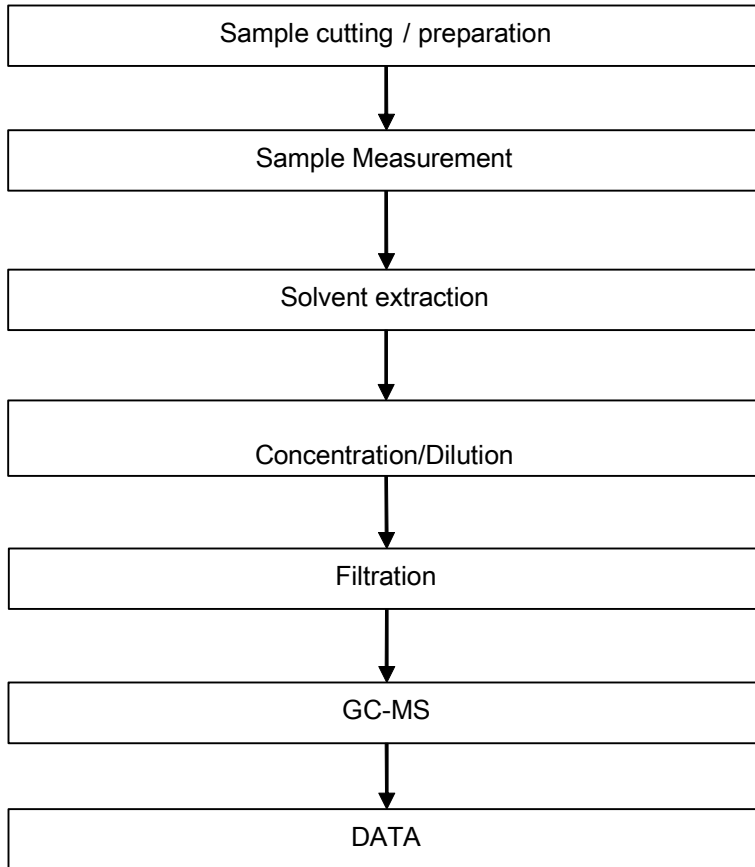 Sample cutting / preparation
Sample Measurement
Solvent extraction
Concentration/Dilution
Filtration
GC-MS
DATA